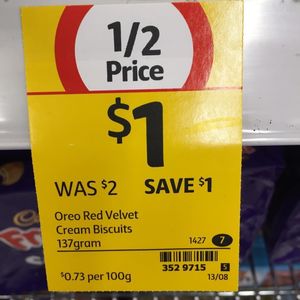 1/2
Price
$1
WAS $2 SAVE $1
Oreo Red Velvet
Cream Biscuits
137gram
1427 7
352 9715 S
$0.73 per 100g 13/08